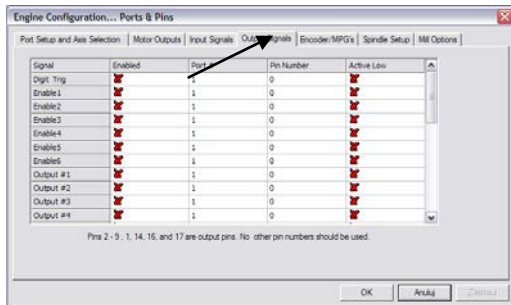 Engine Configuration... Ports & Pins
Port Setup and Axis Selection Motor Outputs Input Signals Output Signals Encoder/MPG's Spindle Setup Mill Options
Signal Enabled Port # Pin Number Active Low
Digit Trig 1 0
Enable1 1 0
Enable2 1 0
Enable3 1 0
Enable4 1 0
Enable5 1 0
Enable6 1 0
Output #1 1 0
Output #2 1 0
Output #3 1 0
Output #4 1 0
Pins 2 - 9 , 1, 14, 16, and 17 are output pins. No other pin numbers should be used.
OK Anuluj Zastosuj